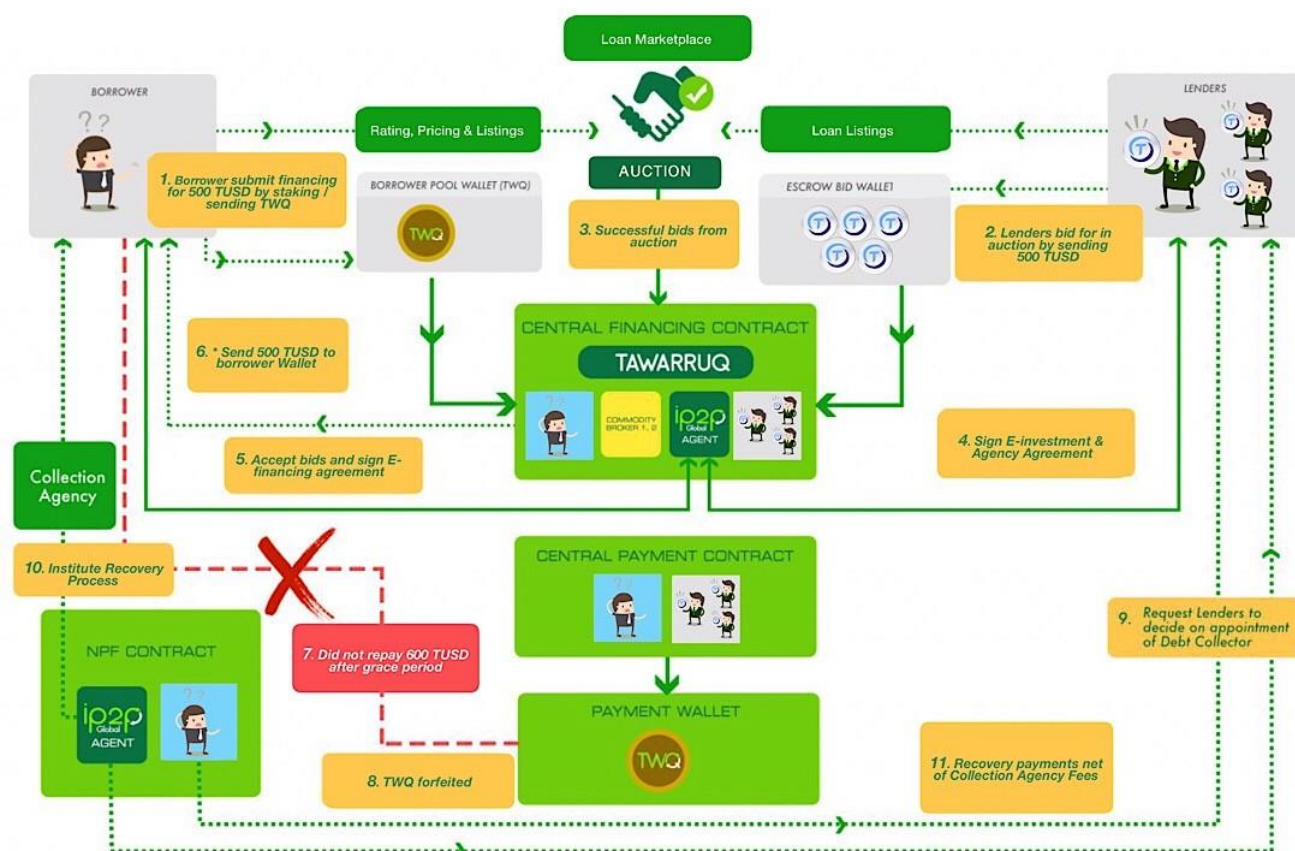 Loan Marketplace
BORROWER
LENDERS
Rating, Pricing & Listings
Loan Listings
AUCTION
1. Borrower submit financing
for 500 TUSD by staking /
sending TWQ
BORROWER POOL WALLET (TWQ)
TWQ
3. Successful bids from
auction
ESCROW BID WALLET
T T T
T T
T
T
T
2. Lenders bid for in
auction by sending
500 TUSD
CENTRAL FINANCING CONTRACT
TAWARRUQ
COMMODITY
BROKER 1, 2
ip2p
Global
AGENT
6. * Send 500 TUSD to
borrower Wallet
5. Accept bids and sign E-
financing agreement
4. Sign E-investment &
Agency Agreement
Collection
Agency
10. Institute Recovery
Process
CENTRAL PAYMENT CONTRACT
7. Did not repay 600 TUSD
after grace period
9. Request Lenders to
decide on appointment
of Debt Collector
NPF CONTRACT
ip2p
Global
AGENT
PAYMENT WALLET
TWQ
8. TWQ forfeited
11. Recovery payments net
of Collection Agency Fees